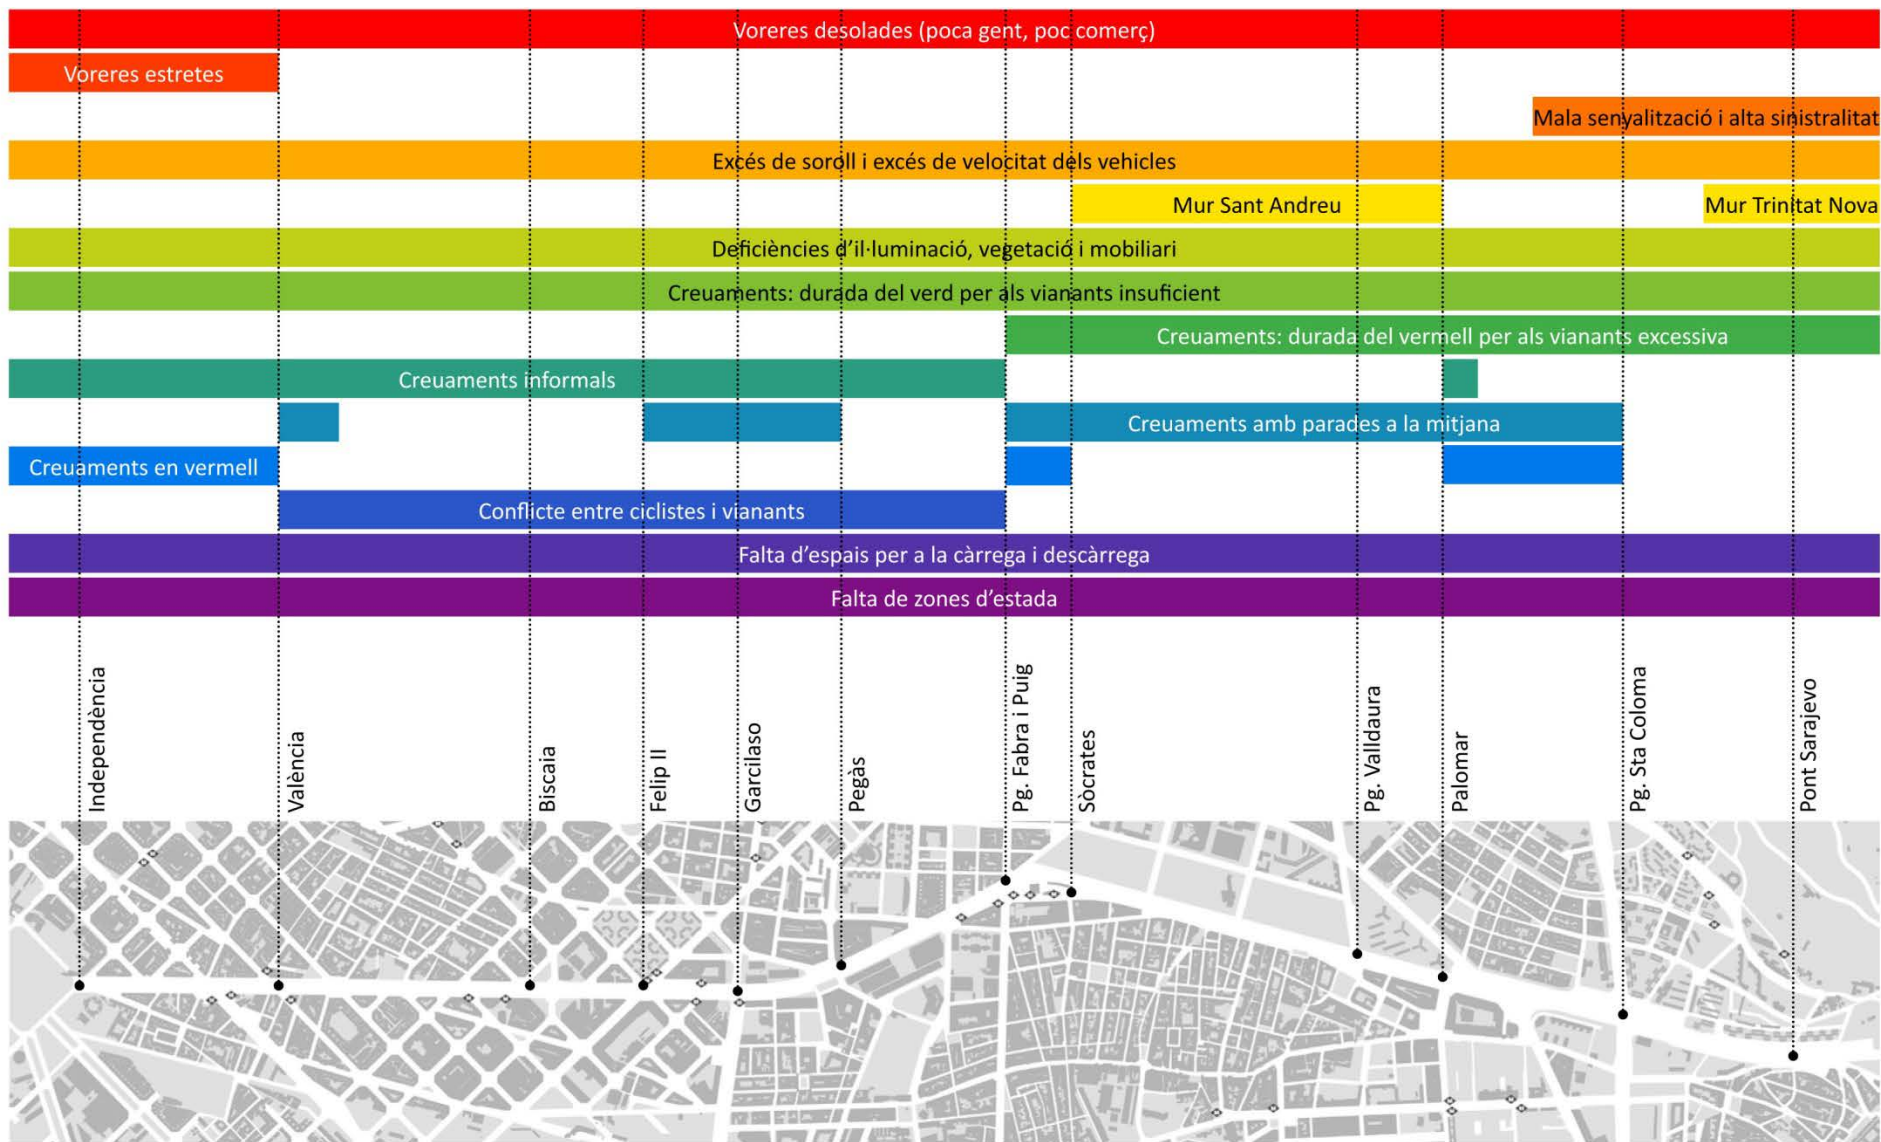 Voreres desolades (poca gent, poc comerç)
Voreres estretes
Mala senyalització i alta sinistralitat
Excés de soroll i excés de velocitat dels vehicles
Mur Sant Andreu
Mur Trinitat Nova
Deficiències d'il·luminació, vegetació i mobiliari
Creuaments: durada del verd per als vianants insuficient
Creuaments: durada del vermell per als vianants excessiva
Creuaments informals
Creuaments amb parades a la mitjana
Creuaments en vermell
Conflicte entre ciclistes i vianants
Falta d'espais per a la càrrega i descàrrega
Falta de zones d'estada
Independència
València
Biscaia
Felip II
Garcilaso
Pegàs
Pg. Fabra i Puig
Sòcrates
Pg. Valldaura
Palomar
Pg. Sta Coloma
Pont Sarajevo